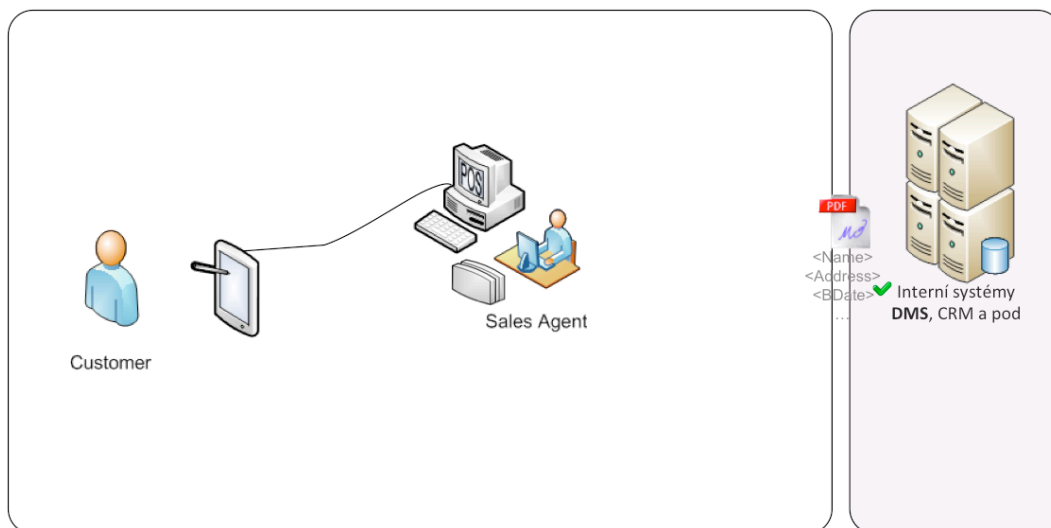 POS
Customer
Sales Agent
PDF
<Name>
<Address>
<BDate>
...
Interní systémy
DMS, CRM a pod